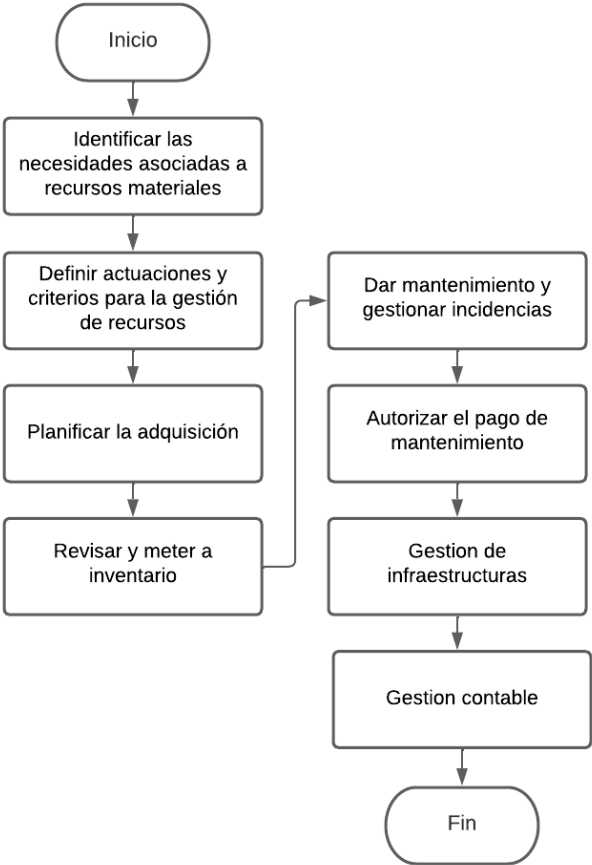 Inicio
Identificar las
necesidades asociadas a
recursos materiales
Definir actuaciones y
criterios para la gestión
de recursos
Planificar la adquisición
Revisar y meter a
inventario
Dar mantenimiento y
gestionar incidencias
Autorizar el pago de
mantenimiento
Gestion de
infraestructuras
Gestion contable
Fin